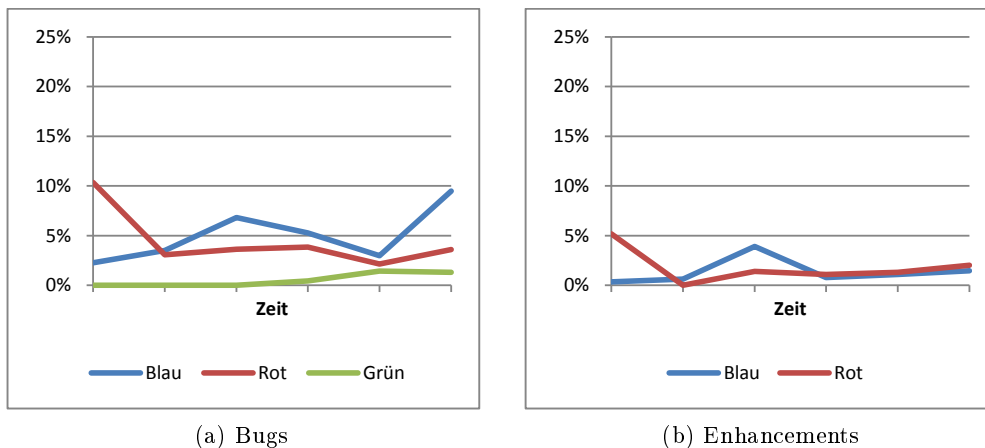 25%
20%
15%
10%
5%
0%
Zeit
Blau Rot Grün
(a) Bugs
25%
20%
15%
10%
5%
0%
Zeit
Blau Rot
(b) Enhancements